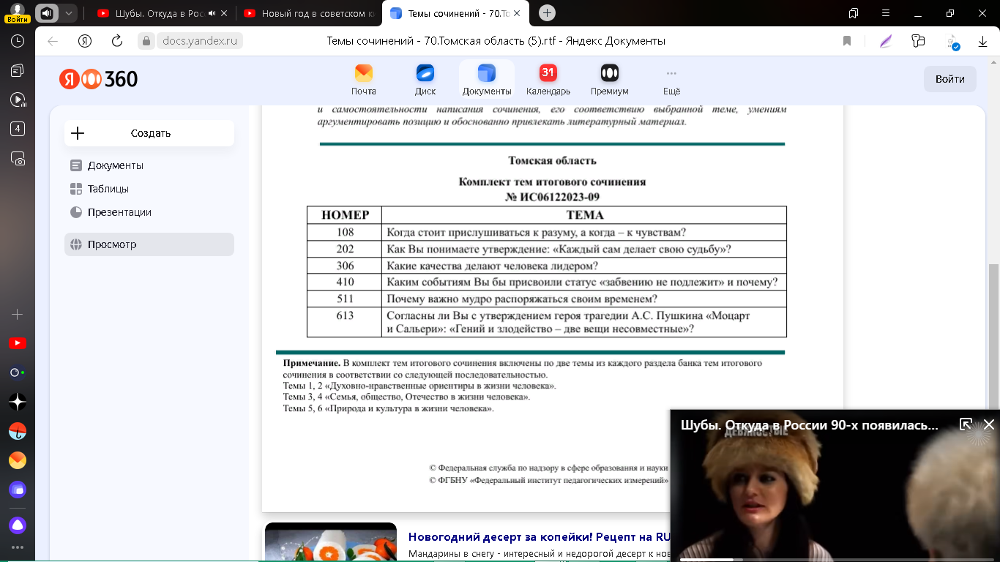 Войти
Шубы. Откуда в Рос
Новый год в советском к
Темы сочинений - 70.То
docs.yandex.ru
Темы сочинений - 70.Томская область (5).rtf - Яндекс Документы
Я 360
Почта
Диск
Документы
31
Календарь
Премиум
Ещё
Войти
Создать
Документы
Таблицы
Презентации
Просмотр
4
и самостоятельности написания сочинения, его соответствию выбранной теме, умениям
аргументировать позицию и обоснованно привлекать литературный материал.
Томская область
Комплект тем итогового сочинения
№ ИС06122023-09
НОМЕР ТЕМА
108 Когда стоит прислушиваться к разуму, а когда – к чувствам?
202 Как Вы понимаете утверждение: «Каждый сам делает свою судьбу»?
306 Какие качества делают человека лидером?
410 Каким событиям Вы бы присвоили статус «забвению не подлежит» и почему?
511 Почему важно мудро распоряжаться своим временем?
613 Согласны ли Вы с утверждением героя трагедии А.С. Пушкина «Моцарт
и Сальери»: «Гений и злодейство – две вещи несовместные»?
Примечание. В комплект тем итогового сочинения включены по две темы из каждого раздела банка тем итогового
сочинения в соответствии со следующей последовательностью.
Темы 1, 2 «Духовно-нравственные ориентиры в жизни человека».
Темы 3, 4 «Семья, общество, Отечество в жизни человека».
Темы 5, 6 «Природа и культура в жизни человека».
© Федеральная служба по надзору в сфере образования и науки
© ФГБНУ «Федеральный институт педагогических измерений»
Шубы. Откуда в России 90-х появилась...
ДЕВЯНОСТЫЕ
Новогодний десерт за копейки! Рецепт на RU
Мандарины в снегу - интересный и недорогой десерт к нов